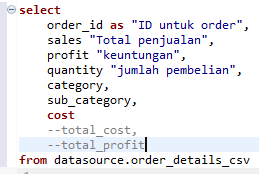 select
order_id as "ID untuk order",
sales "Total penjualan",
profit "keuntungan",
quantity "jumlah pembelian",
category,
sub_category,
cost
--total_cost,
--total_profit
from datasource.order_details_csv